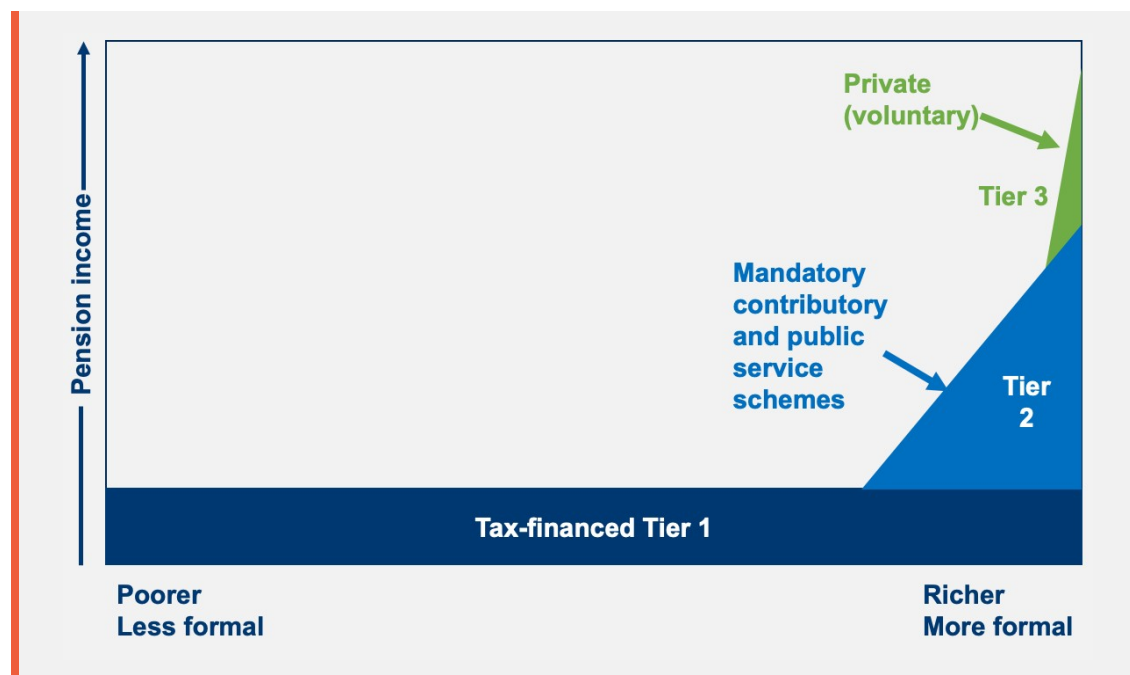 Private
(voluntary)
Tier 3
Pension income
Mandatory
contributory
and public
service
schemes
Tier
2
Tax-financed Tier 1
Poorer
Less formal
Richer
More formal